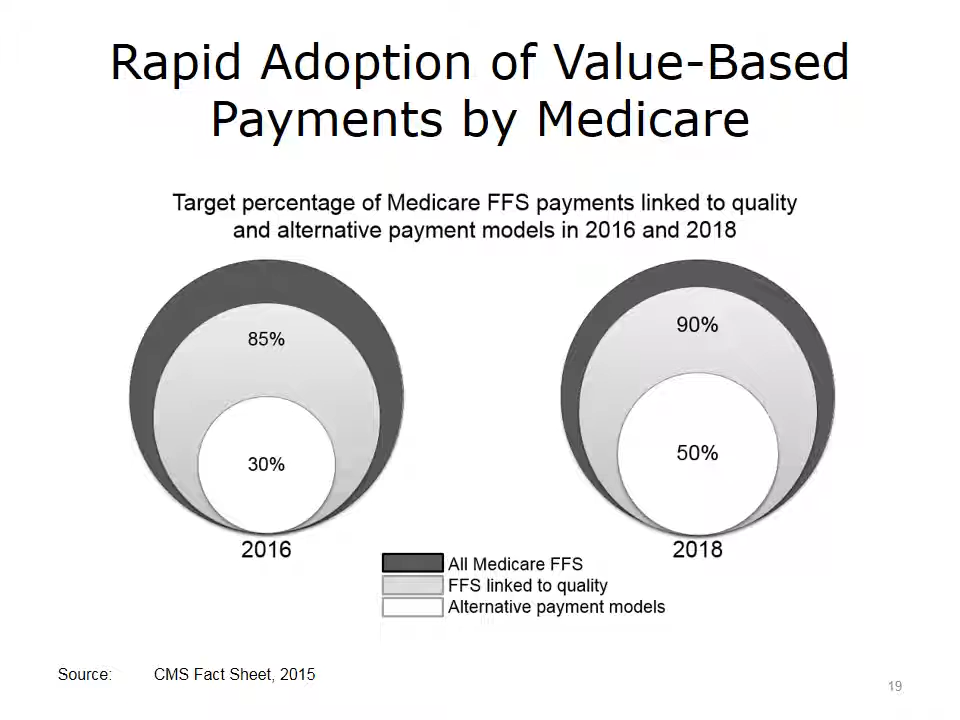 Rapid Adoption of Value-Based
Payments by Medicare
Target percentage of Medicare FFS payments linked to quality
and alternative payment models in 2016 and 2018
85%
30%
2016
90%
50%
2018
All Medicare FFS
FFS linked to quality
Alternative payment models
Source: CMS Fact Sheet, 2015
19